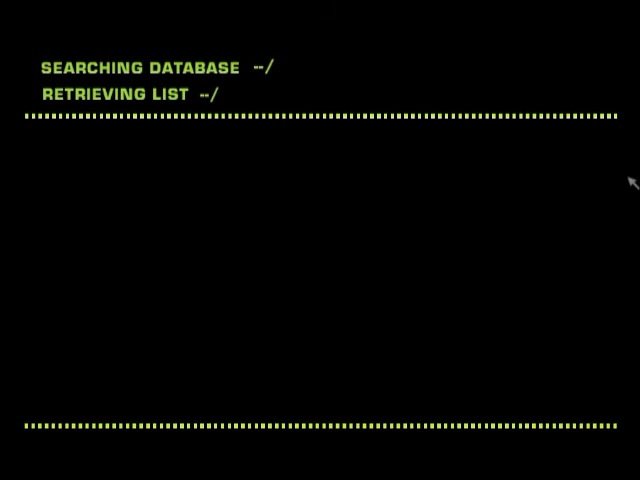 SEARCHING DATABASE --/
RETRIEVING LIST --/